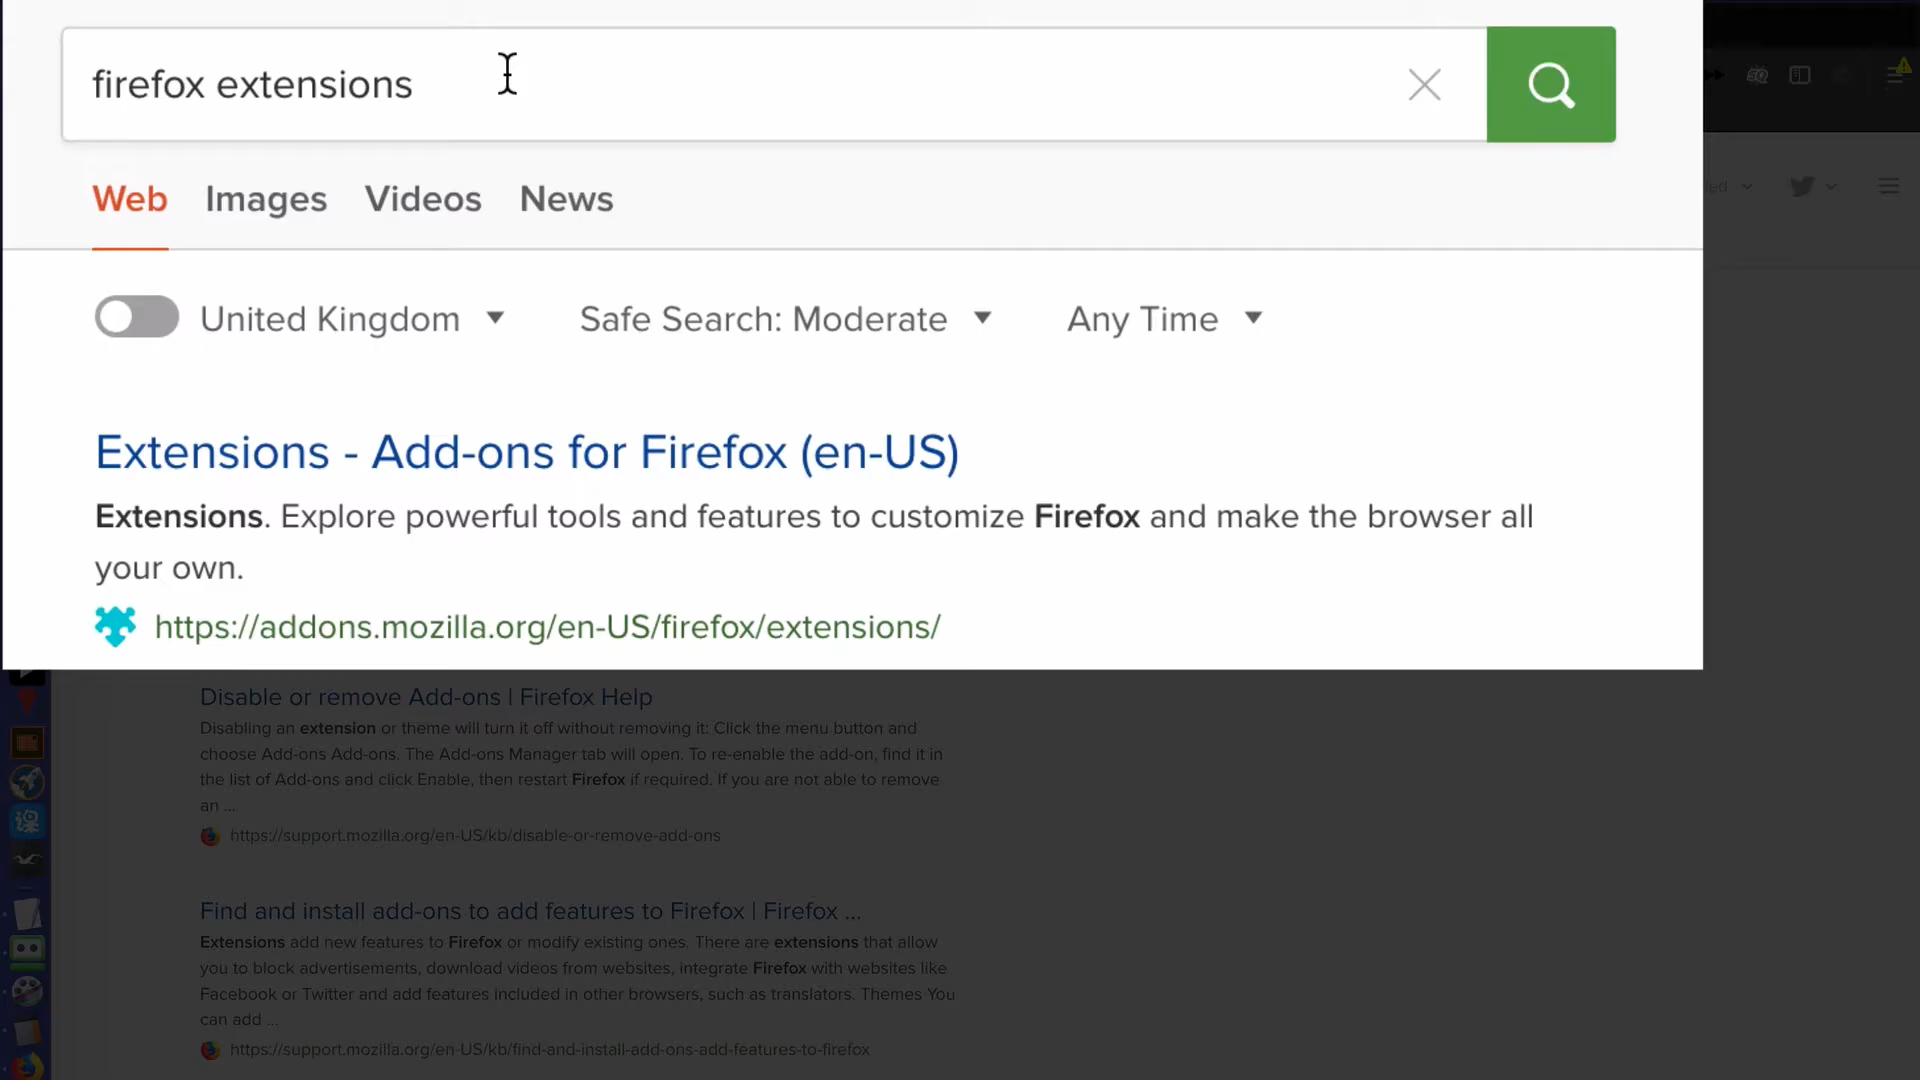 firefox extensions
Web Images Videos News
United Kingdom Safe Search: Moderate Any Time
Extensions - Add-ons for Firefox (en-US)
Extensions. Explore powerful tools and features to customize Firefox and make the browser all
your own.
https://addons.mozilla.org/en-US/firefox/extensions/
Disable or remove Add-ons | Firefox Help
Disabling an extension or theme will turn it off without removing it: Click the menu button and
choose Add-ons Add-ons. The Add-ons Manager tab will open. To re-enable the add-on, find it in
the list of Add-ons and click Enable, then restart Firefox if required. If you are not able to remove
an ...
https://support.mozilla.org/en-US/kb/disable-or-remove-add-ons
Find and install add-ons to add features to Firefox | Firefox ...
Extensions add new features to Firefox or modify existing ones. There are extensions that allow
you to block advertisements, download videos from websites, integrate Firefox with websites like
Facebook or Twitter and add features included in other browsers, such as translators. Themes You
can add ...
https://support.mozilla.org/en-US/kb/find-and-install-add-ons-add-features-to-firefox